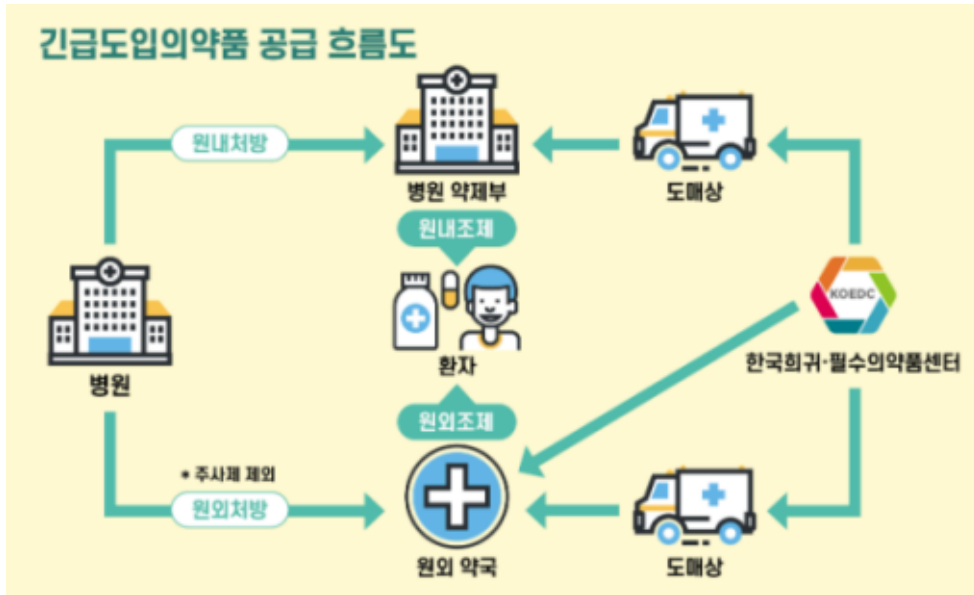 긴급도입의약품 공급 흐름도
원내처방
병원 약제부
도매상
원내조제
KOEDC
병원
환자
한국희귀·필수의약품센터
원외조제
* 주사제 제외
원외처방
원외 약국
도매상